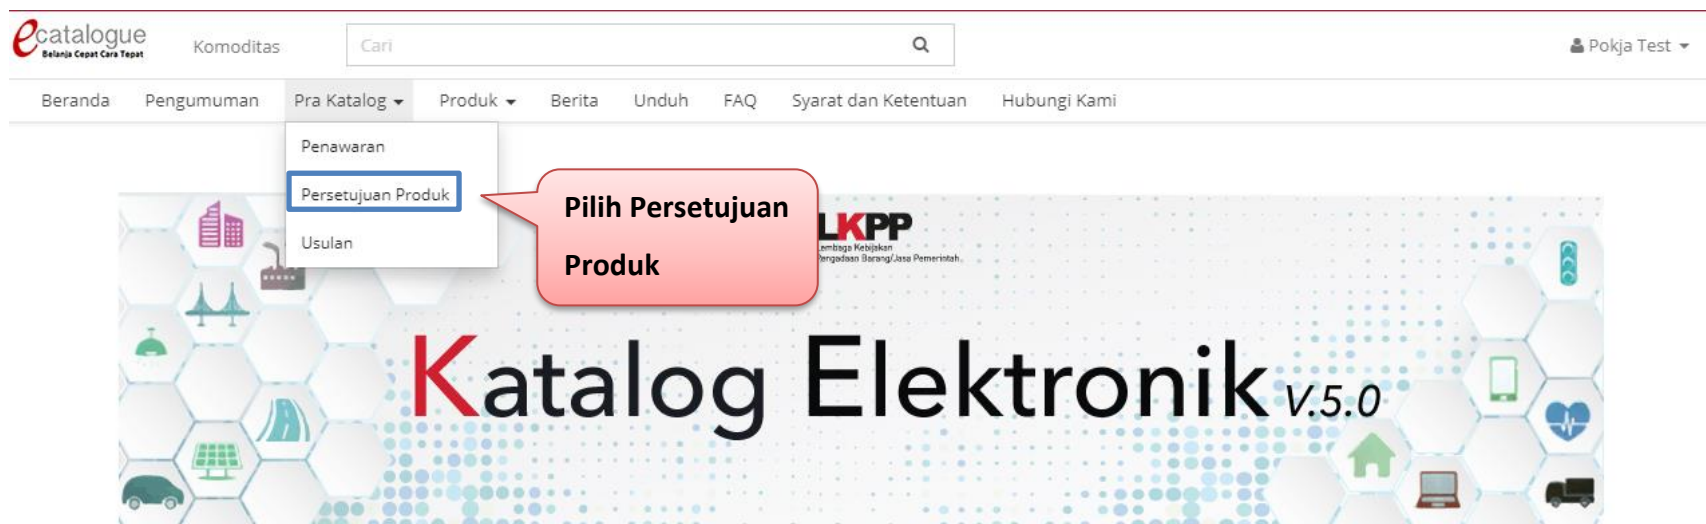 ecatalogue
Belanja Cepat Cara Tepat
Komoditas
Cari
Pokja Test
Beranda Pengumuman Pra Katalog Produk Berita Unduh FAQ Syarat dan Ketentuan Hubungi Kami
Penawaran
Persetujuan Produk
Usulan
Pilih Persetujuan
Produk
LKPP
Lembaga Kebijakan
Pengadaan Barang/Jasa Pemerintah
Katalog Elektronik V.5.0